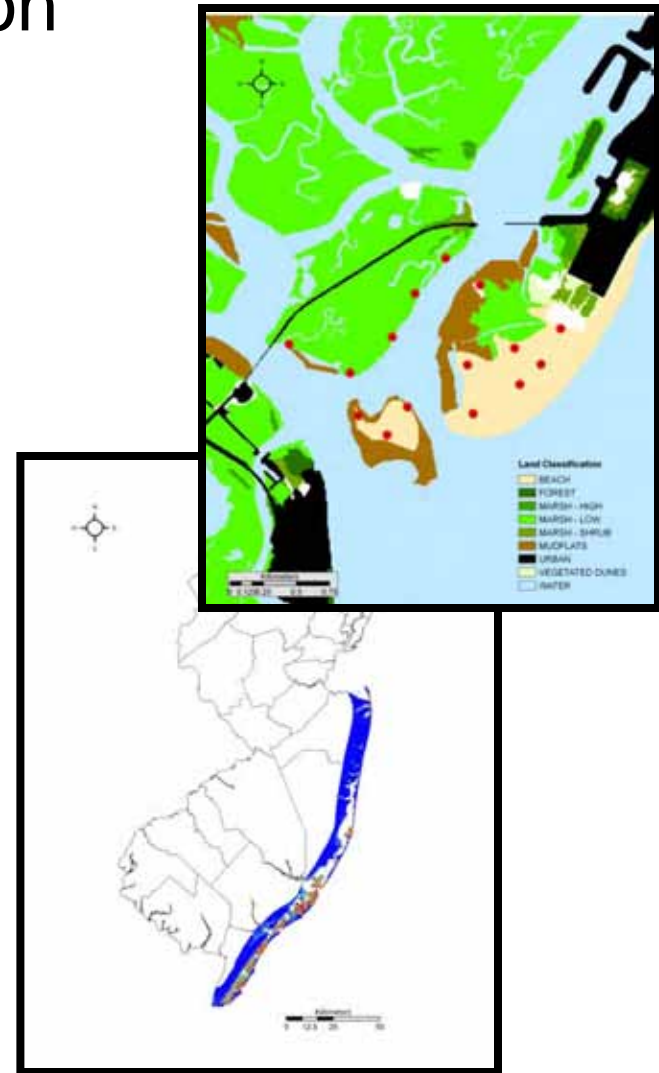 on
Land Classification
BEACH
FOREST
MARSH - HIGH
MARSH - LOW
MARSH - SHRUB
MUDFLATS
URBAN
VEGETATED DUNES
WATER
Kilometers
Kilometers
0 12.5 25 50